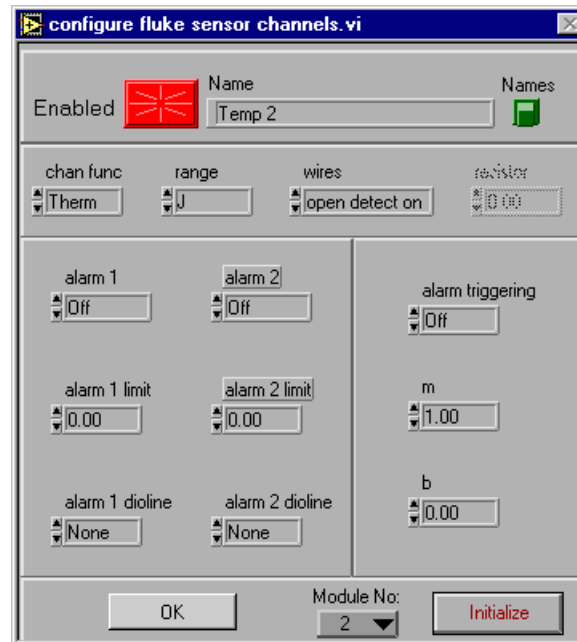 configure fluke sensor channels.vi
Name
Names
Enabled
Temp 2
chan func
range
wires
resistor
Therm
J
open detect on
0.00
alarm 1
alarm 2
alarm triggering
Off
Off
Off
alarm 1 limit
alarm 2 limit
m
0.00
0.00
1.00
b
0.00
alarm 1 dioline
alarm 2 dioline
None
None
Module No:
OK
2
Initialize